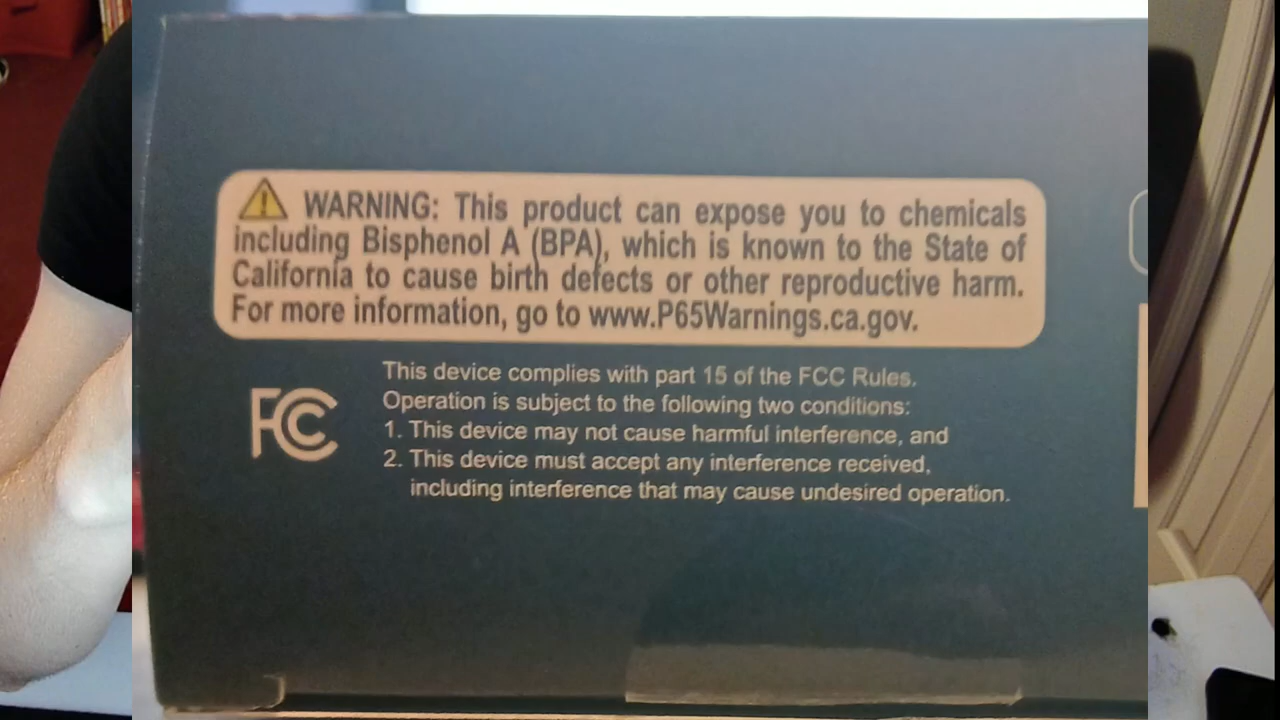 WARNING: This product can expose you to chemicals
including Bisphenol A (BPA), which is known to the State of
California to cause birth defects or other reproductive harm.
For more information, go to www.P65Warnings.ca.gov.
FC
This device complies with part 15 of the FCC Rules.
Operation is subject to the following two conditions:
1. This device may not cause harmful interference, and
2. This device must accept any interference received,
including interference that may cause undesired operation.